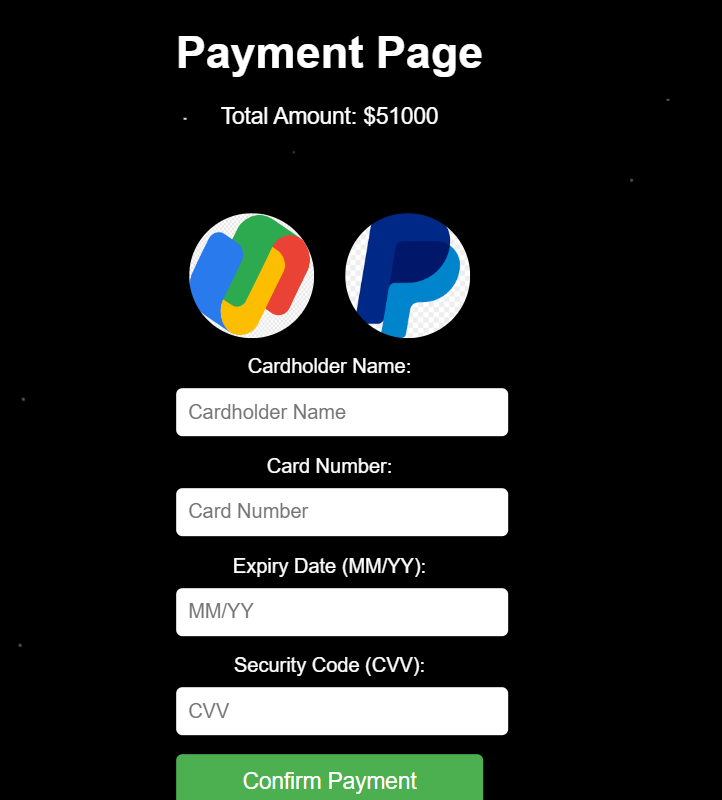 Payment Page
Total Amount: $51000
Cardholder Name:
Cardholder Name
Card Number:
Card Number
Expiry Date (MM/YY):
MM/YY
Security Code (CVV):
CVV
Confirm Payment